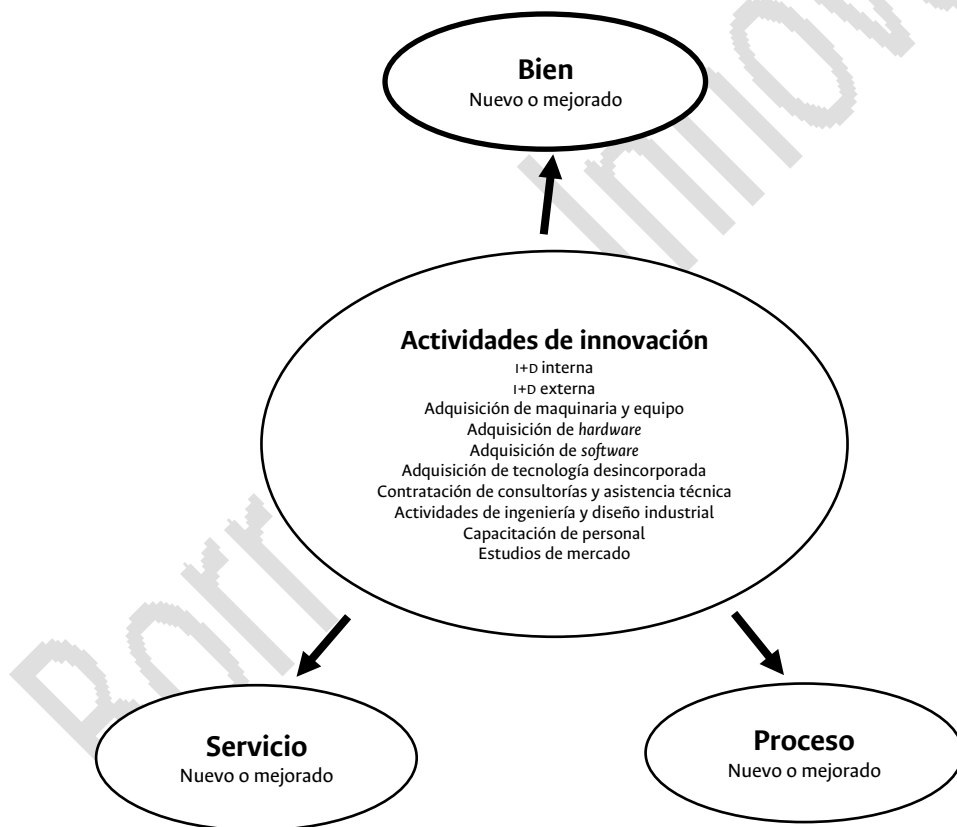 Bien
Nuevo o mejorado
Actividades de innovación
I+D interna
I+D externa
Adquisición de maquinaria y equipo
Adquisición de hardware
Adquisición de software
Adquisición de tecnología desincorporada
Contratación de consultorías y asistencia técnica
Actividades de ingeniería y diseño industrial
Capacitación de personal
Estudios de mercado
Servicio
Nuevo o mejorado
Proceso
Nuevo o mejorado